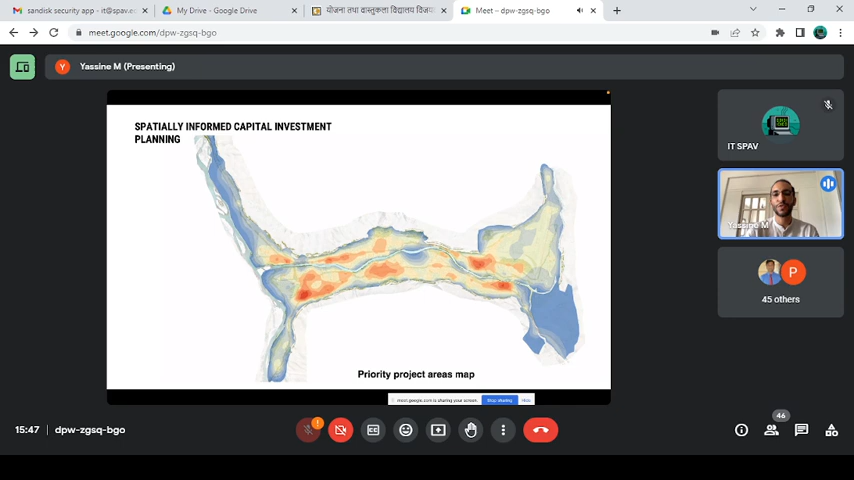 sandisk security app - it@spav.ec
My Drive - Google Drive
योजना तथा वास्तुकला विद्यालय विजय
Meet – dpw-zgsq-bgo
meet.google.com/dpw-zgsq-bgo
Y
Yassine M (Presenting)
SPATIALLY INFORMED CAPITAL INVESTMENT
PLANNING
Priority project areas map
meet.google.com is sharing your screen.
Stop sharing
Hide
IT SPAV
Yassine M
P
45 others
15:47
dpw-zgsq-bgo
46